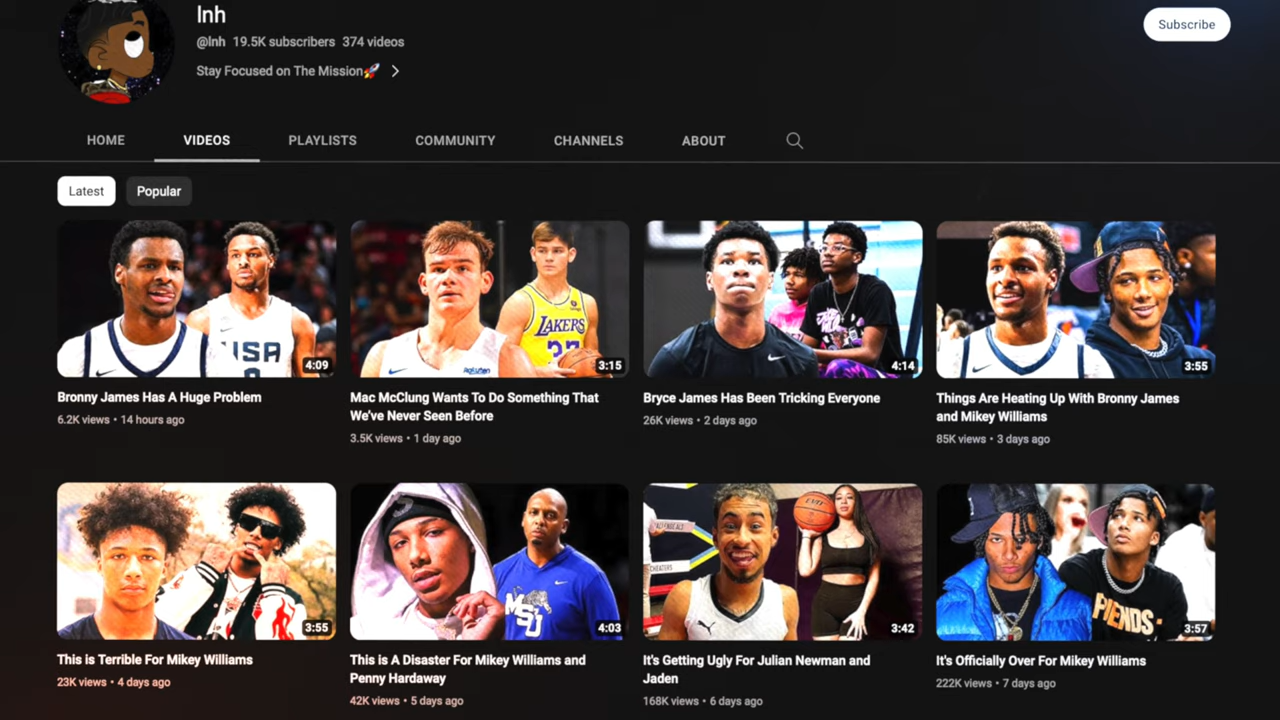 lnh
@lnh 19.5K subscribers 374 videos
Stay Focused on The Mission🚀
Subscribe
HOME VIDEOS PLAYLISTS COMMUNITY CHANNELS ABOUT
Latest Popular
USA
LAKERS
4:09
3:15
4:14
3:55
Bronny James Has A Huge Problem
6.2K views • 14 hours ago
Mac McClung Wants To Do Something That
We've Never Seen Before
3.5K views • 1 day ago
Bryce James Has Been Tricking Everyone
26K views • 2 days ago
Things Are Heating Up With Bronny James
and Mikey Williams
85K views • 3 days ago
MSU
FIENDS
3:55
4:03
3:42
3:57
This is Terrible For Mikey Williams
23K views • 4 days ago
This is A Disaster For Mikey Williams and
Penny Hardaway
42K views • 5 days ago
It's Getting Ugly For Julian Newman and
Jaden
168K views • 6 days ago
It's Officially Over For Mikey Williams
222K views • 7 days ago